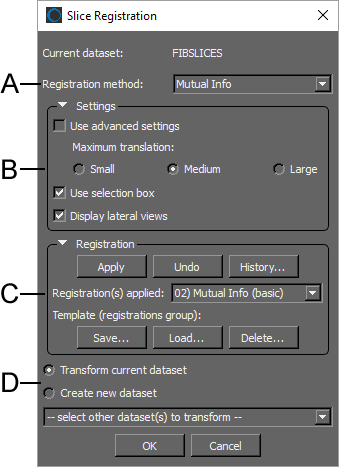 Slice Registration
Current dataset: FIBSLICES
A Registration method: Mutual Info
Settings
Use advanced settings
Maximum translation:
B Small Medium Large
Use selection box
Display lateral views
Registration
Apply Undo History...
C Registration(s) applied: 02) Mutual Info (basic)
Template (registrations group):
Save... Load... Delete...
D Transform current dataset
Create new dataset
-- select other dataset(s) to transform --
OK Cancel